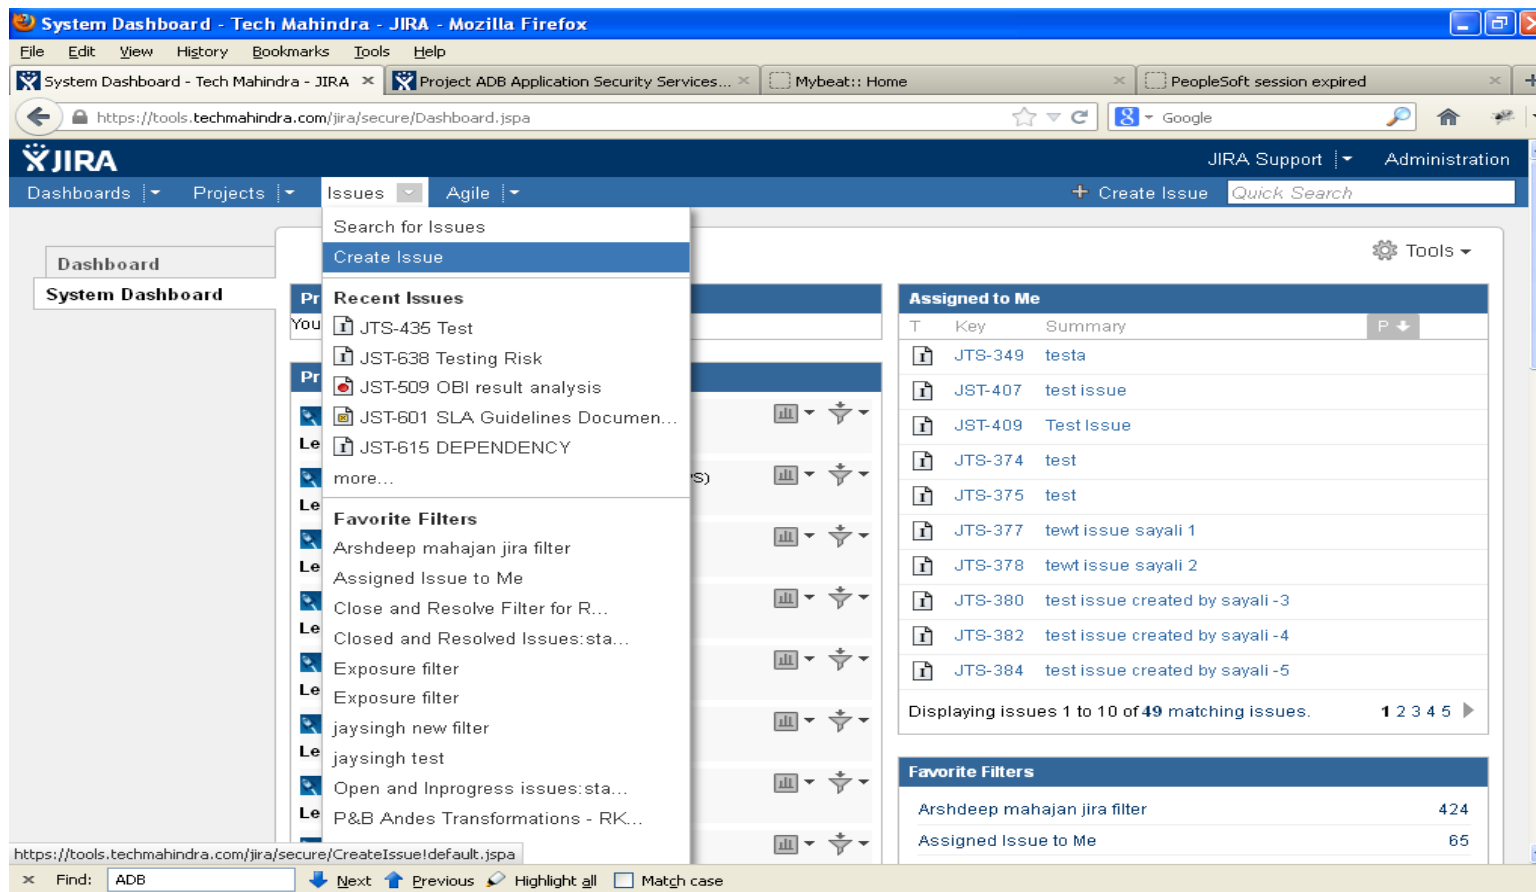 System Dashboard - Tech Mahindra - JIRA - Mozilla Firefox
File Edit View History Bookmarks Tools Help
System Dashboard - Tech Mahindra - JIRA × Project ADB Application Security Services... × Mybeat:: Home × PeopleSoft session expired × +
https://tools.techmahindra.com/jira/secure/Dashboard.jspa Google
JIRA JIRA Support Administration
Dashboards Projects Issues Agile + Create Issue Quick Search
Search for Issues
Create Issue
Recent Issues
JTS-435 Test
JST-638 Testing Risk
JST-509 OBI result analysis
JST-601 SLA Guidelines Documen...
JST-615 DEPENDENCY
more...
Favorite Filters
Arshdeep mahajan jira filter
Assigned Issue to Me
Close and Resolve Filter for R...
Closed and Resolved Issues:sta...
Exposure filter
Exposure filter
jaysingh new filter
jaysingh test
Open and Inprogress issues:sta...
P&B Andes Transformations - RK...
Dashboard
System Dashboard
Pr
You
Pr
Le
S)
Le
Le
Le
Le
Le
Le
Tools
Assigned to Me
T Key Summary P
JTS-349 testa
JST-407 test issue
JST-409 Test Issue
JTS-374 test
JTS-375 test
JTS-377 tewt issue sayali 1
JTS-378 tewt issue sayali 2
JTS-380 test issue created by sayali -3
JTS-382 test issue created by sayali -4
JTS-384 test issue created by sayali -5
Displaying issues 1 to 10 of 49 matching issues. 1 2 3 4 5
Favorite Filters
Arshdeep mahajan jira filter 424
Assigned Issue to Me 65
https://tools.techmahindra.com/jira/secure/CreateIssue!default.jspa
× Find: ADB Next Previous Highlight all Match case